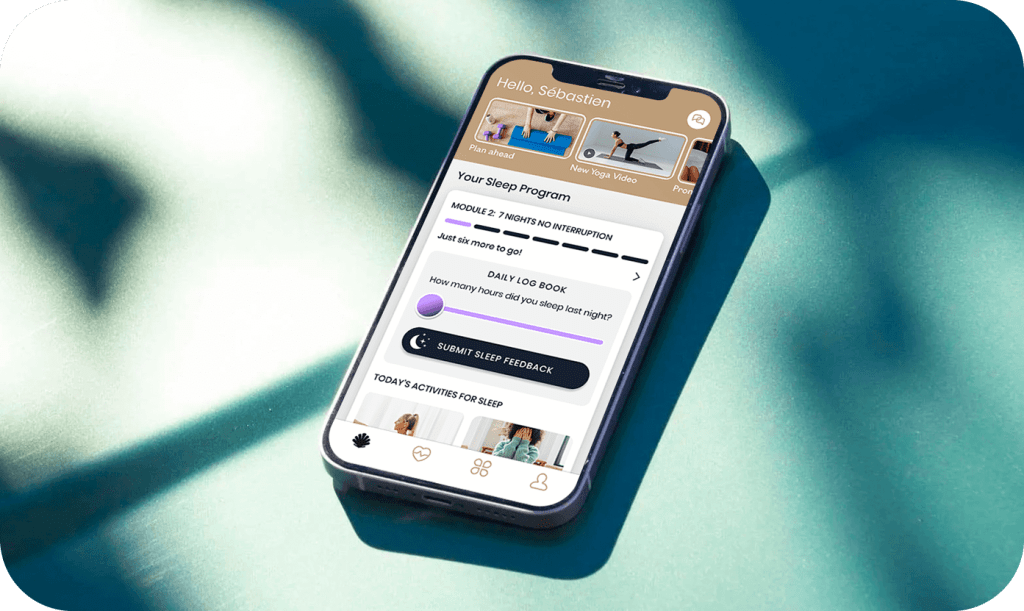 Hello, Sébastien
Plan ahead
New Yoga Video
Your Sleep Program
MODULE 2: 7 NIGHTS NO INTERRUPTION
Just six more to go!
DAILY LOG BOOK
How many hours did you sleep last night?
SUBMIT SLEEP FEEDBACK
TODAY'S ACTIVITIES FOR SLEEP